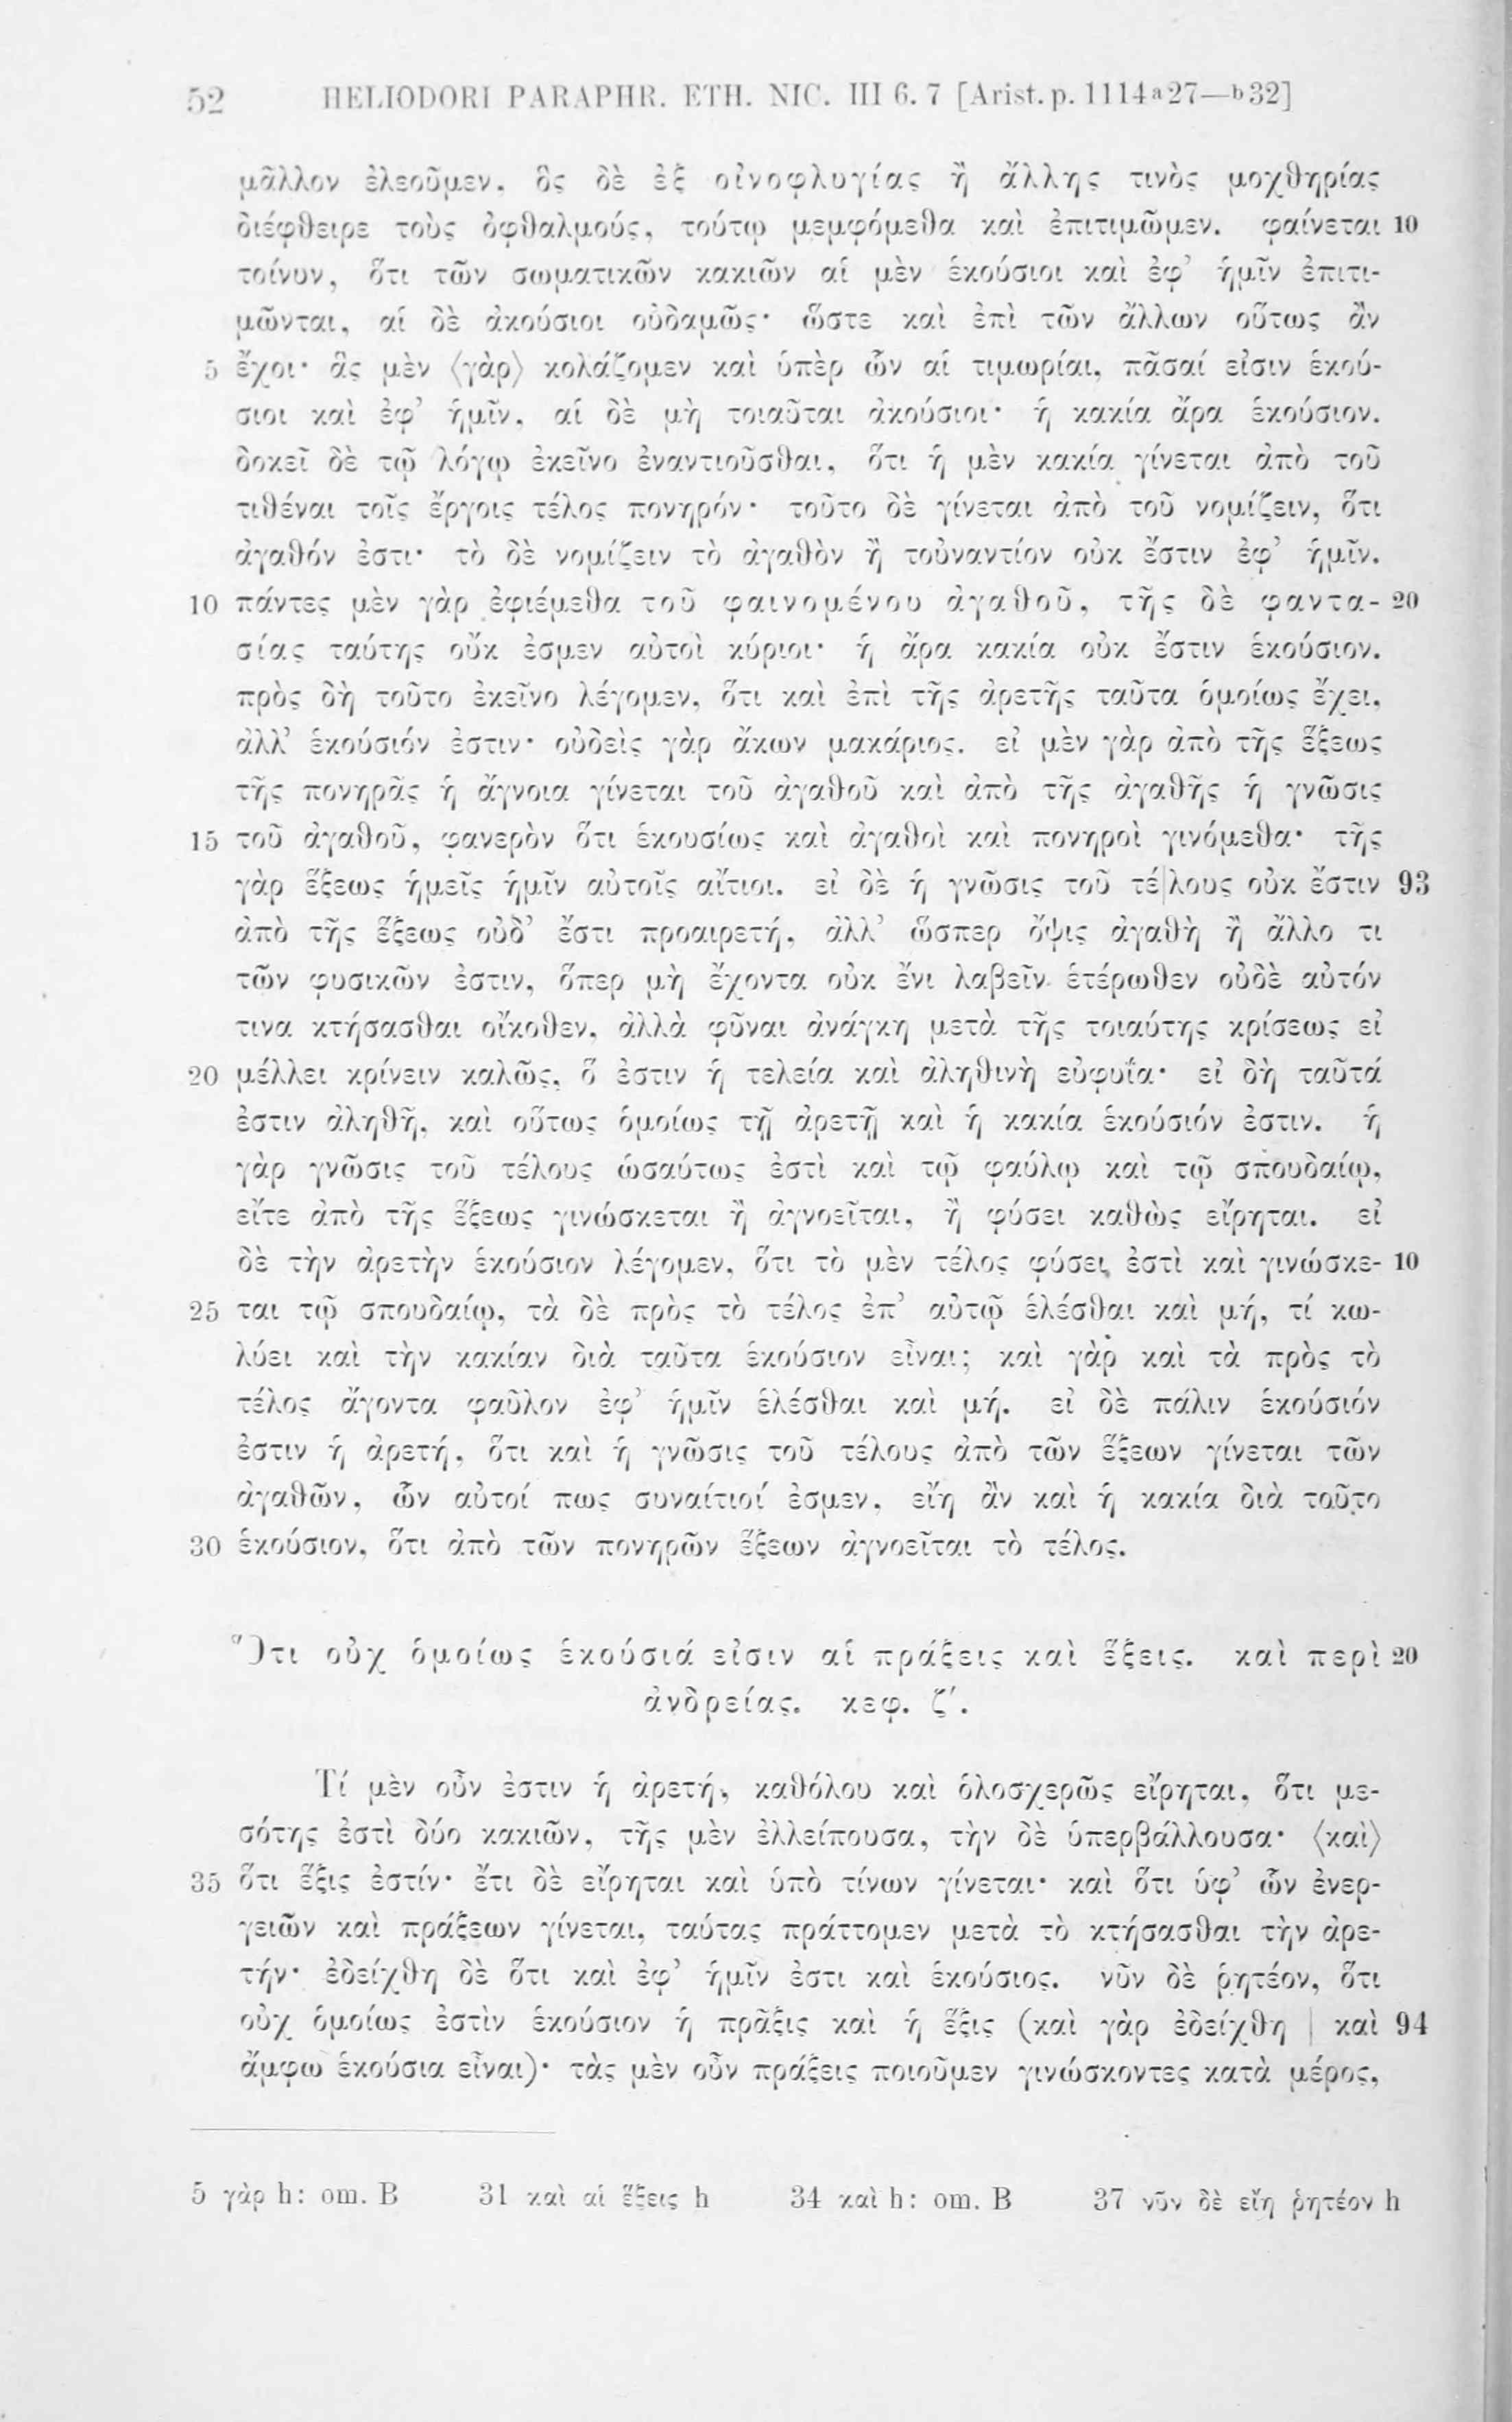 52 HELIODORI PARAPHR. ETH. NIC. III 6. 7 [Arist. p. 1114a27—b32]
μᾶλλον ἐλεοῦμεν. ὃς δὲ ἐξ οἰνοφλυγίας ἢ ἄλλης τινὸς μοχθηρίας
διέφθειρε τοὺς ὀφθαλμούς, τούτῳ μεμφόμεθα καὶ ἐπιτιμῶμεν. φαίνεται 10
τοίνυν, ὅτι τῶν σωματικῶν κακιῶν αἱ μὲν ἑκούσιοι καὶ ἐφ’ ἡμῖν ἐπιτι-
μῶνται, αἱ δὲ ἀκούσιοι οὐδαμῶς· ὥστε καὶ ἐπὶ τῶν ἄλλων οὕτως ἂν
5 ἔχοι· ἃς μὲν ⟨γὰρ⟩ κολάζομεν καὶ ὑπὲρ ὧν αἱ τιμωρίαι, πᾶσαί εἰσιν ἑκού-
σιοι καὶ ἐφ’ ἡμῖν, αἱ δὲ μὴ τοιαῦται ἀκούσιοι· ἡ κακία ἄρα ἑκούσιον.
δοκεῖ δὲ τῷ λόγῳ ἐκεῖνο ἐναντιοῦσθαι, ὅτι ἡ μὲν κακία γίνεται ἀπὸ τοῦ
τιθέναι τοῖς ἔργοις τέλος πονηρόν· τοῦτο δὲ γίνεται ἀπὸ τοῦ νομίζειν, ὅτι
ἀγαθόν ἐστι· τὸ δὲ νομίζειν τὸ ἀγαθὸν ἢ τοὐναντίον οὐκ ἔστιν ἐφ’ ἡμῖν.
10 πάντες μὲν γὰρ ἐφιέμεθα τοῦ φαινομένου ἀγαθοῦ, τῆς δὲ φαντα- 20
σίας ταύτης οὔκ ἐσμεν αὐτοὶ κύριοι· ἡ ἄρα κακία οὐκ ἔστιν ἑκούσιον.
πρὸς δὴ τοῦτο ἐκεῖνο λέγομεν, ὅτι καὶ ἐπὶ τῆς ἀρετῆς ταῦτα ὁμοίως ἔχει,
ἀλλ’ ἑκούσιόν ἐστιν· οὐδεὶς γὰρ ἄκων μακάριος. εἰ μὲν γὰρ ἀπὸ τῆς ἕξεως
τῆς πονηρᾶς ἡ ἄγνοια γίνεται τοῦ ἀγαθοῦ καὶ ἀπὸ τῆς ἀγαθῆς ἡ γνῶσις
15 τοῦ ἀγαθοῦ, φανερὸν ὅτι ἑκουσίως καὶ ἀγαθοὶ καὶ πονηροὶ γινόμεθα· τῆς
γὰρ ἕξεως ἡμεῖς ἡμῖν αὐτοῖς αἴτιοι. εἰ δὲ ἡ γνῶσις τοῦ τέ|λους οὐκ ἔστιν 93
ἀπὸ τῆς ἕξεως οὐδ’ ἔστι προαιρετή, ἀλλ’ ὥσπερ ὄψις ἀγαθὴ ἢ ἄλλο τι
τῶν φυσικῶν ἐστιν, ὅπερ μὴ ἔχοντα οὐκ ἔνι λαβεῖν ἑτέρωθεν οὐδὲ αὐτόν
τινα κτήσασθαι οἴκοθεν, ἀλλὰ φῦναι ἀνάγκη μετὰ τῆς τοιαύτης κρίσεως εἰ
20 μέλλει κρίνειν καλῶς, ὅ ἐστιν ἡ τελεία καὶ ἀληθινὴ εὐφυΐα· εἰ δὴ ταῦτά
ἐστιν ἀληθῆ, καὶ οὕτως ὁμοίως τῇ ἀρετῇ καὶ ἡ κακία ἑκούσιόν ἐστιν. ἡ
γὰρ γνῶσις τοῦ τέλους ὡσαύτως ἐστὶ καὶ τῷ φαύλῳ καὶ τῷ σπουδαίῳ,
εἴτε ἀπὸ τῆς ἕξεως γινώσκεται ἢ ἀγνοεῖται, ἢ φύσει καθὼς εἴρηται. εἰ
δὲ τὴν ἀρετὴν ἑκούσιον λέγομεν, ὅτι τὸ μὲν τέλος φύσει ἐστὶ καὶ γινώσκε- 10
25 ται τῷ σπουδαίῳ, τὰ δὲ πρὸς τὸ τέλος ἐπ’ αὐτῷ ἑλέσθαι καὶ μή, τί κω-
λύει καὶ τὴν κακίαν διὰ ταῦτα ἑκούσιον εἶναι; καὶ γὰρ καὶ τὰ πρὸς τὸ
τέλος ἄγοντα φαῦλον ἐφ’ ἡμῖν ἑλέσθαι καὶ μή. εἰ δὲ πάλιν ἑκούσιόν
ἐστιν ἡ ἀρετή, ὅτι καὶ ἡ γνῶσις τοῦ τέλους ἀπὸ τῶν ἕξεων γίνεται τῶν
ἀγαθῶν, ὧν αὐτοί πως συναίτιοί ἐσμεν, εἴη ἂν καὶ ἡ κακία διὰ τοῦτο
30 ἑκούσιον, ὅτι ἀπὸ τῶν πονηρῶν ἕξεων ἀγνοεῖται τὸ τέλος.
Ὅτι οὐχ ὁμοίως ἑκούσιά εἰσιν αἱ πράξεις καὶ ἕξεις. καὶ περὶ 20
ἀνδρείας. κεφ. ζ′.
Τί μὲν οὖν ἐστιν ἡ ἀρετή, καθόλου καὶ ὁλοσχερῶς εἴρηται, ὅτι με-
σότης ἐστὶ δύο κακιῶν, τῆς μὲν ἐλλείπουσα, τὴν δὲ ὑπερβάλλουσα· ⟨καὶ⟩
35 ὅτι ἕξις ἐστίν· ἔτι δὲ εἴρηται καὶ ὑπὸ τίνων γίνεται· καὶ ὅτι ὑφ’ ὧν ἐνερ-
γειῶν καὶ πράξεων γίνεται, ταύτας πράττομεν μετὰ τὸ κτήσασθαι τὴν ἀρε-
τήν· ἐδείχθη δὲ ὅτι καὶ ἐφ’ ἡμῖν ἐστι καὶ ἑκούσιος. νῦν δὲ ῥητέον, ὅτι
οὐχ ὁμοίως ἐστὶν ἑκούσιον ἡ πρᾶξις καὶ ἡ ἕξις (καὶ γὰρ ἐδείχθη | καὶ 94
ἄμφω ἑκούσια εἶναι)· τὰς μὲν οὖν πράξεις ποιοῦμεν γινώσκοντες κατὰ μέρος,
5 γὰρ h: om. B 31 καὶ αἱ ἕξεις h 34 καὶ h: om. B 37 νῦν δὲ εἴη ῥητέον h